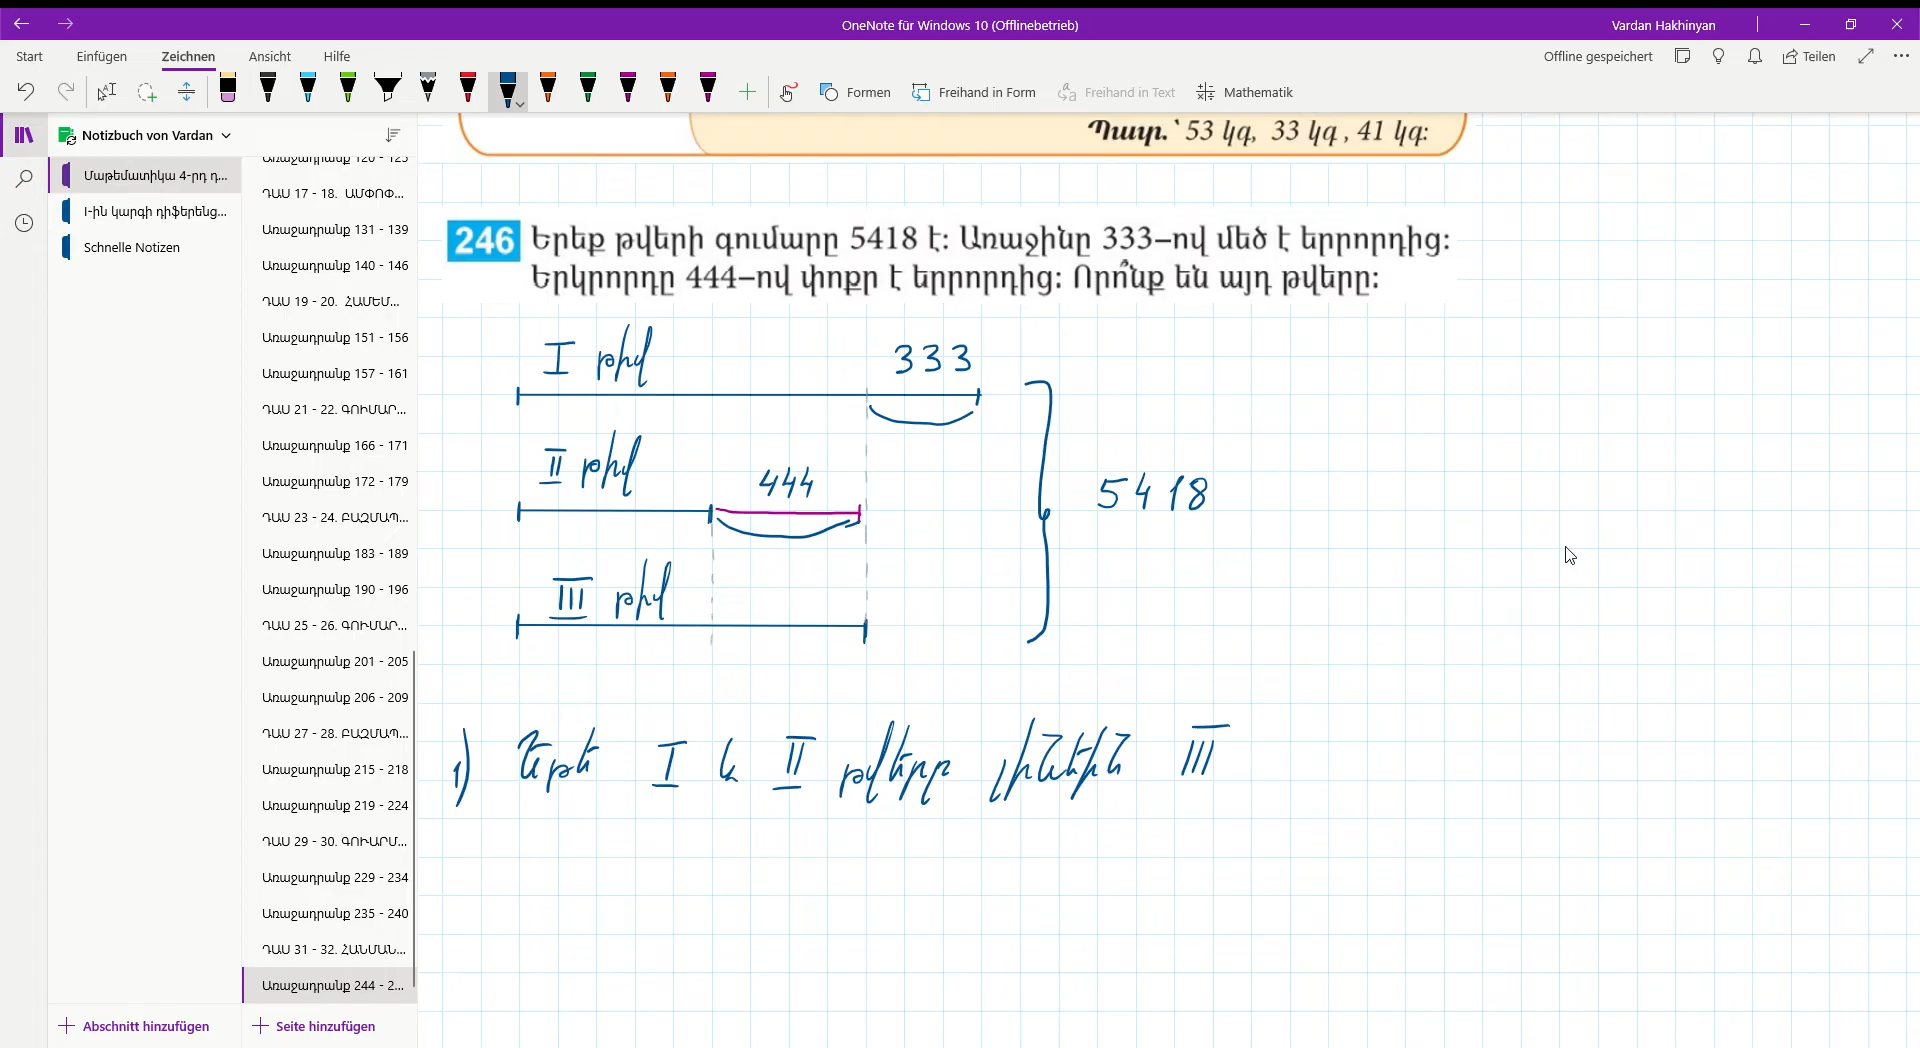 OneNote für Windows 10 (Offlinebetrieb)
Vardan Hakhinyan
Start Einfügen Zeichnen Ansicht Hilfe
Offline gespeichert Teilen
Formen Freihand in Form Freihand in Text Mathematik
Notizbuch von Vardan
Մաթեմատիկա 4-րդ դ...
I-ին կարգի դիֆերենց...
Schnelle Notizen
Առաջադրանք 120 - 125
ԴԱՍ 17 - 18. ԱՄՓՈՓ...
Առաջադրանք 131 - 139
Առաջադրանք 140 - 146
ԴԱՍ 19 - 20. ՀԱՄԵՄ...
Առաջադրանք 151 - 156
Առաջադրանք 157 - 161
ԴԱՍ 21 - 22. ԳՈՒՄԱՐ...
Առաջադրանք 166 - 171
Առաջադրանք 172 - 179
ԴԱՍ 23 - 24. ԲԱԶՄԱՊ...
Առաջադրանք 183 - 189
Առաջադրանք 190 - 196
ԴԱՍ 25 - 26. ԳՈՒՄԱՐ...
Առաջադրանք 201 - 205
Առաջադրանք 206 - 209
ԴԱՍ 27 - 28. ԲԱԶՄԱՊ...
Առաջադրանք 215 - 218
Առաջադրանք 219 - 224
ԴԱՍ 29 - 30. ԳՈՒԱՐՄ...
Առաջադրանք 229 - 234
Առաջադրանք 235 - 240
ԴԱՍ 31 - 32. ՀԱՆՄԱՆ...
Առաջադրանք 244 - 2...
Abschnitt hinzufügen
Seite hinzufügen
Պատ.՝ 53 կգ, 33 կգ, 41 կգ:
246 Երեք թվերի գումարը 5418 է: Առաջինը 333–ով մեծ է երրորդից:
Երկրորդը 444–ով փոքր է երրորդից: Որո՞նք են այդ թվերը:
I թիվ 333
II թիվ 444
5418
III թիվ
1) Եթե I և II թվերը լինեին III